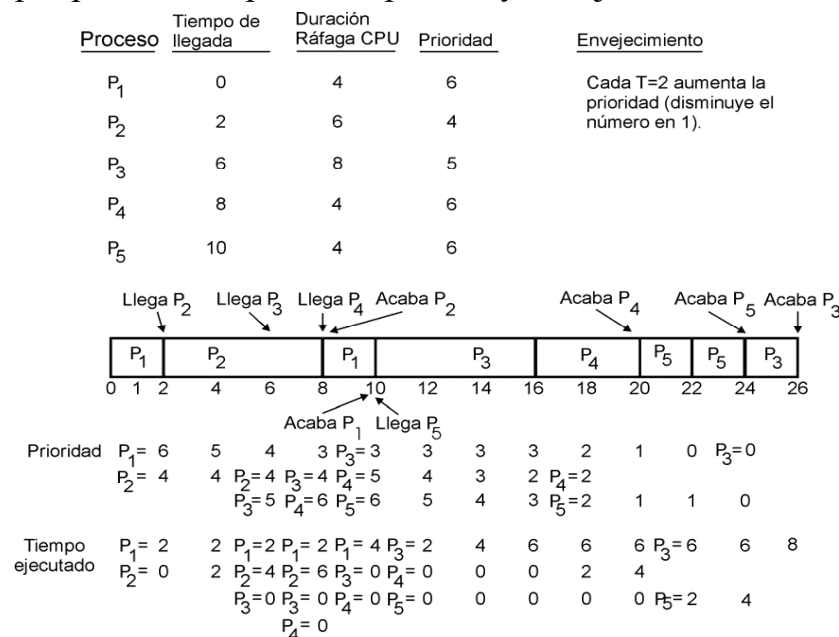 Tiempo de Duración
Proceso llegada Ráfaga CPU Prioridad Envejecimiento
P1 0 4 6 Cada T=2 aumenta la
prioridad (disminuye el
P2 2 6 4 número en 1).
P3 6 8 5
P4 8 4 6
P5 10 4 6
Llega P2 Llega P3 Llega P4 Acaba P2 Acaba P4 Acaba P5 Acaba P3
P1 P2 P1 P3 P4 P5 P5 P3
0 1 2 4 6 8 10 12 14 16 18 20 22 24 26
Acaba P1 Llega P5
Prioridad P1= 6 5 4 3 P3= 3 3 3 3 2 1 0 P3= 0
P2= 4 4 P2= 4 P3= 4 P4= 5 4 3 2 P4= 2
P3= 5 P4= 6 P5= 6 5 4 3 P5= 2 1 1 0
Tiempo P1= 2 2 P1= 2 P1= 2 P1= 4 P3= 2 4 6 6 6 P3= 6 6 8
ejecutado P2= 0 2 P2= 4 P2= 6 P3= 0 P4= 0 0 0 2 4
P3= 0 P3= 0 P4= 0 P5= 0 0 0 0 0 P5= 2 4
P4= 0